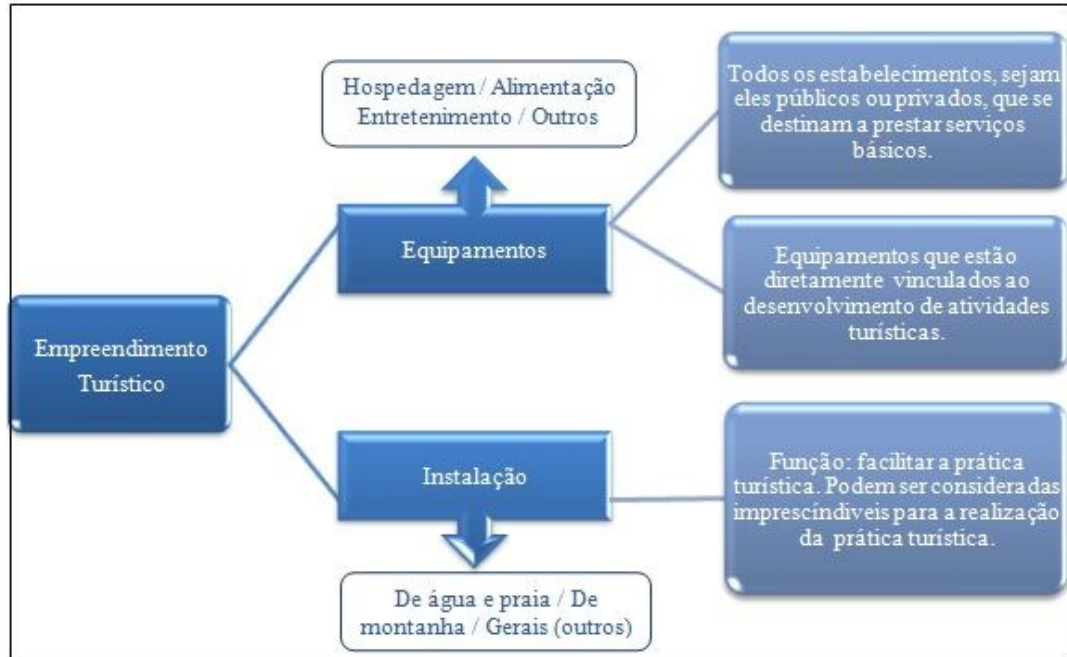 Hospedagem / Alimentação
Entretenimento / Outros
Todos os estabelecimentos, sejam
eles públicos ou privados, que se
destinam a prestar serviços
básicos.
Equipamentos
Equipamentos que estão
diretamente vinculados ao
desenvolvimento de atividades
turísticas.
Empreendimento
Turístico
Instalação
Função: facilitar a prática
turística. Podem ser consideradas
imprescíndiveis para a realização
da prática turística.
De água e praia / De
montanha / Gerais (outros)